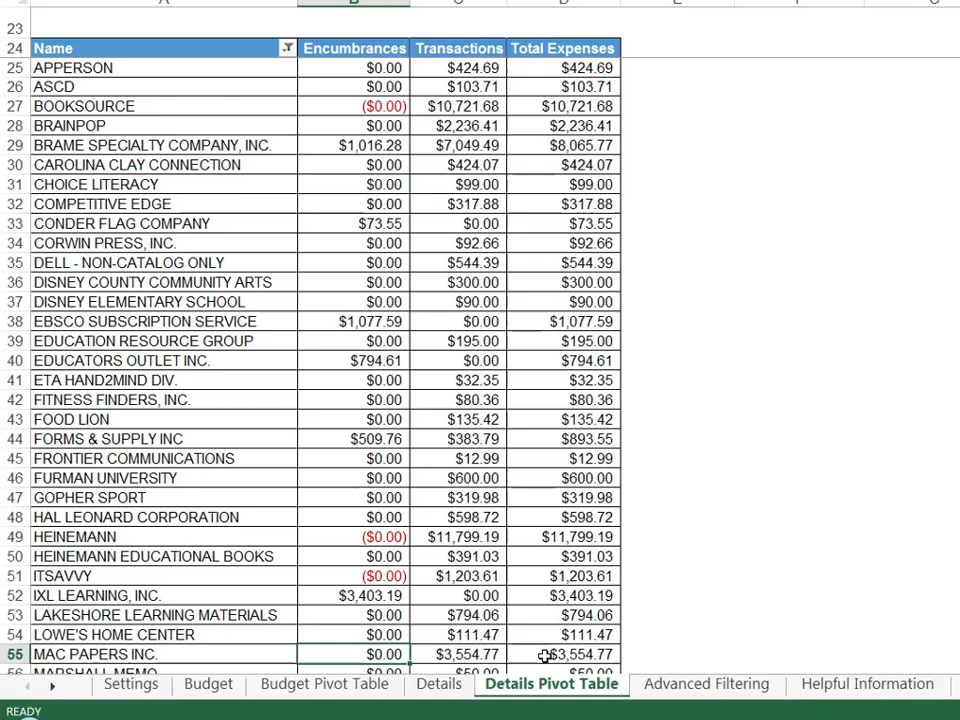 23
24 Name Encumbrances Transactions Total Expenses
25 APPERSON $0.00 $424.69 $424.69
26 ASCD $0.00 $103.71 $103.71
27 BOOKSOURCE ($0.00) $10,721.68 $10,721.68
28 BRAINPOP $0.00 $2,236.41 $2,236.41
29 BRAME SPECIALTY COMPANY, INC. $1,016.28 $7,049.49 $8,065.77
30 CAROLINA CLAY CONNECTION $0.00 $424.07 $424.07
31 CHOICE LITERACY $0.00 $99.00 $99.00
32 COMPETITIVE EDGE $0.00 $317.88 $317.88
33 CONDER FLAG COMPANY $73.55 $0.00 $73.55
34 CORWIN PRESS, INC. $0.00 $92.66 $92.66
35 DELL - NON-CATALOG ONLY $0.00 $544.39 $544.39
36 DISNEY COUNTY COMMUNITY ARTS $0.00 $300.00 $300.00
37 DISNEY ELEMENTARY SCHOOL $0.00 $90.00 $90.00
38 EBSCO SUBSCRIPTION SERVICE $1,077.59 $0.00 $1,077.59
39 EDUCATION RESOURCE GROUP $0.00 $195.00 $195.00
40 EDUCATORS OUTLET INC. $794.61 $0.00 $794.61
41 ETA HAND2MIND DIV. $0.00 $32.35 $32.35
42 FITNESS FINDERS, INC. $0.00 $80.36 $80.36
43 FOOD LION $0.00 $135.42 $135.42
44 FORMS & SUPPLY INC $509.76 $383.79 $893.55
45 FRONTIER COMMUNICATIONS $0.00 $12.99 $12.99
46 FURMAN UNIVERSITY $0.00 $600.00 $600.00
47 GOPHER SPORT $0.00 $319.98 $319.98
48 HAL LEONARD CORPORATION $0.00 $598.72 $598.72
49 HEINEMANN ($0.00) $11,799.19 $11,799.19
50 HEINEMANN EDUCATIONAL BOOKS $0.00 $391.03 $391.03
51 ITSAVVY ($0.00) $1,203.61 $1,203.61
52 IXL LEARNING, INC. $3,403.19 $0.00 $3,403.19
53 LAKESHORE LEARNING MATERIALS $0.00 $794.06 $794.06
54 LOWE'S HOME CENTER $0.00 $111.47 $111.47
55 MAC PAPERS INC. $0.00 $3,554.77 $3,554.77
56 MARSHALL MEMO $0.00 $50.00 $50.00
Settings Budget Budget Pivot Table Details Details Pivot Table Advanced Filtering Helpful Information
READY